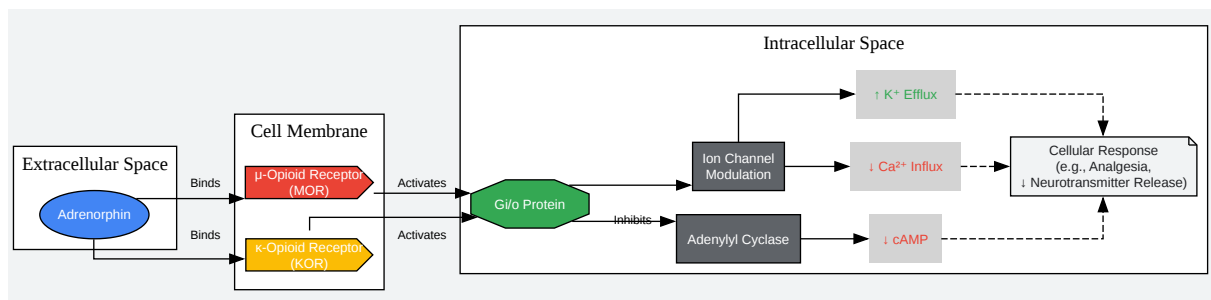 Extracellular Space
Adrenorphin
Binds
Binds
Cell Membrane
μ-Opioid Receptor
(MOR)
κ-Opioid Receptor
(KOR)
Activates
Activates
Intracellular Space
Gi/o Protein
Inhibits
Ion Channel
Modulation
Adenylyl Cyclase
↑ K⁺ Efflux
↓ Ca²⁺ Influx
↓ cAMP
Cellular Response
(e.g., Analgesia,
↓ Neurotransmitter Release)